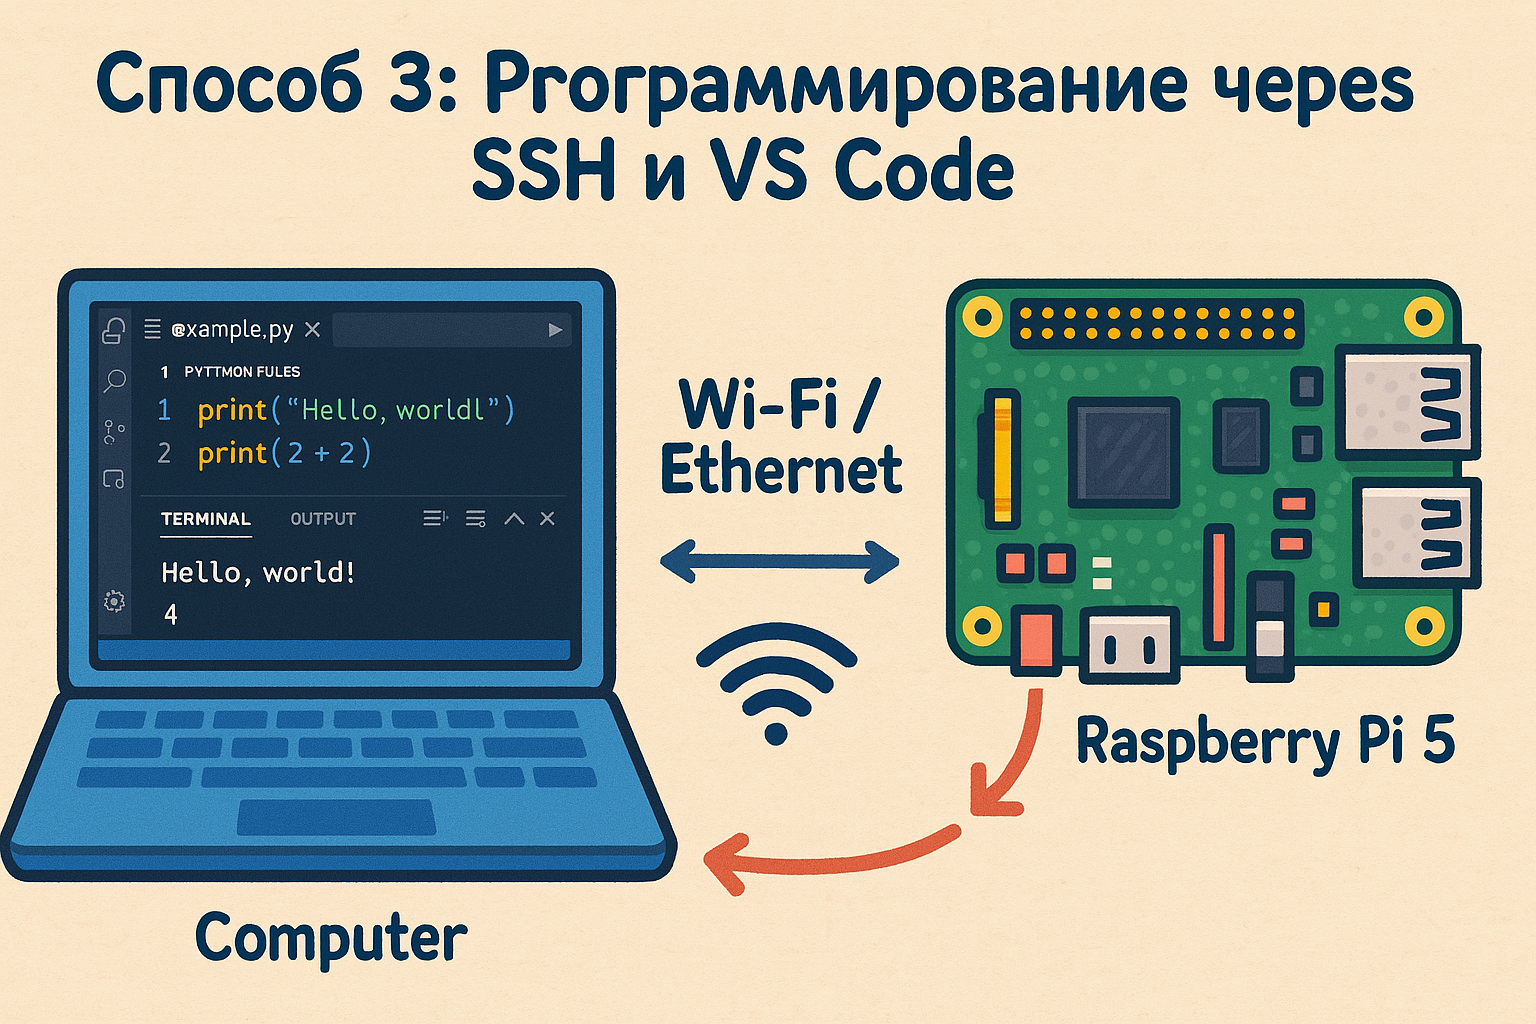 Способ 3: Рrограммирование череs
SSH и VS Code
@xample,py
1 PYTTMON FULES
1 print(“Hello, worldl”)
2 print(2 + 2)
TERMINAL OUTPUT
Hello, world!
4
Wi-Fi /
Ethernet
Raspberry Pi 5
Computer